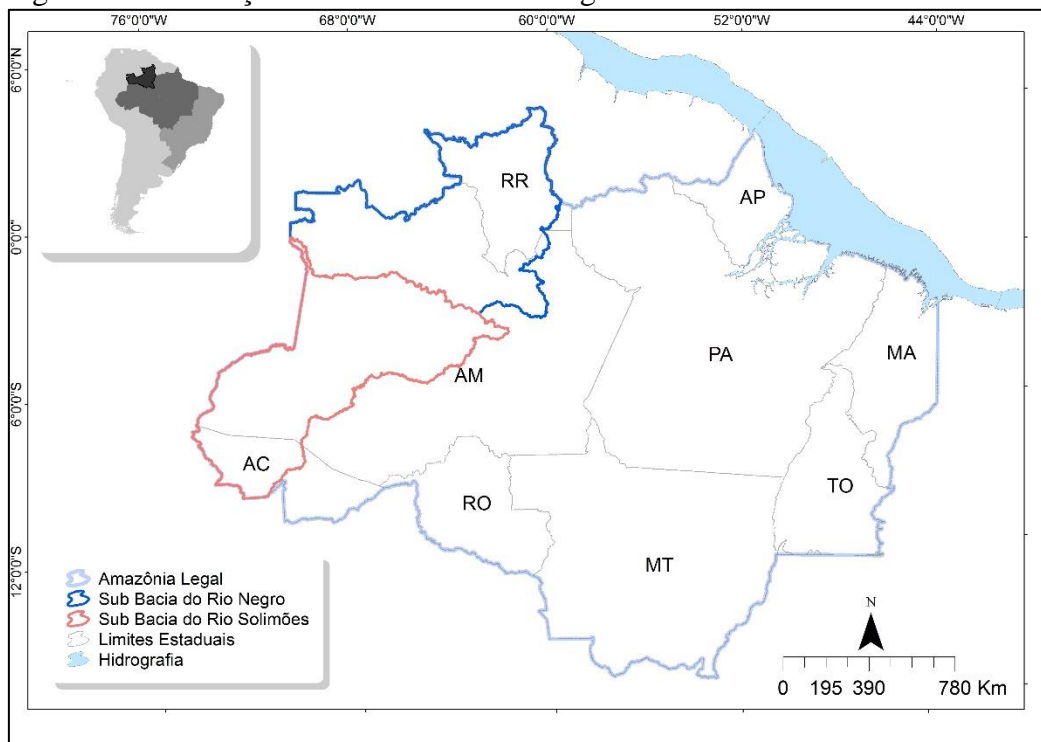 76°0'0"W 68°0'0"W 60°0'0"W 52°0'0"W 44°0'0"W
6°0'0"N
0°0'0"
6°0'0"S
12°0'0"S
RR
AP
PA
MA
AM
AC
RO
TO
MT
Amazônia Legal
Sub Bacia do Rio Negro
Sub Bacia do Rio Solimões
Limites Estaduais
Hidrografia
N
0 195 390 780 Km